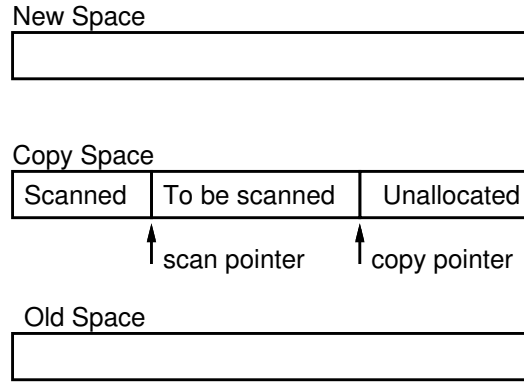 New Space
Copy Space
Scanned To be scanned Unallocated
scan pointer copy pointer
Old Space